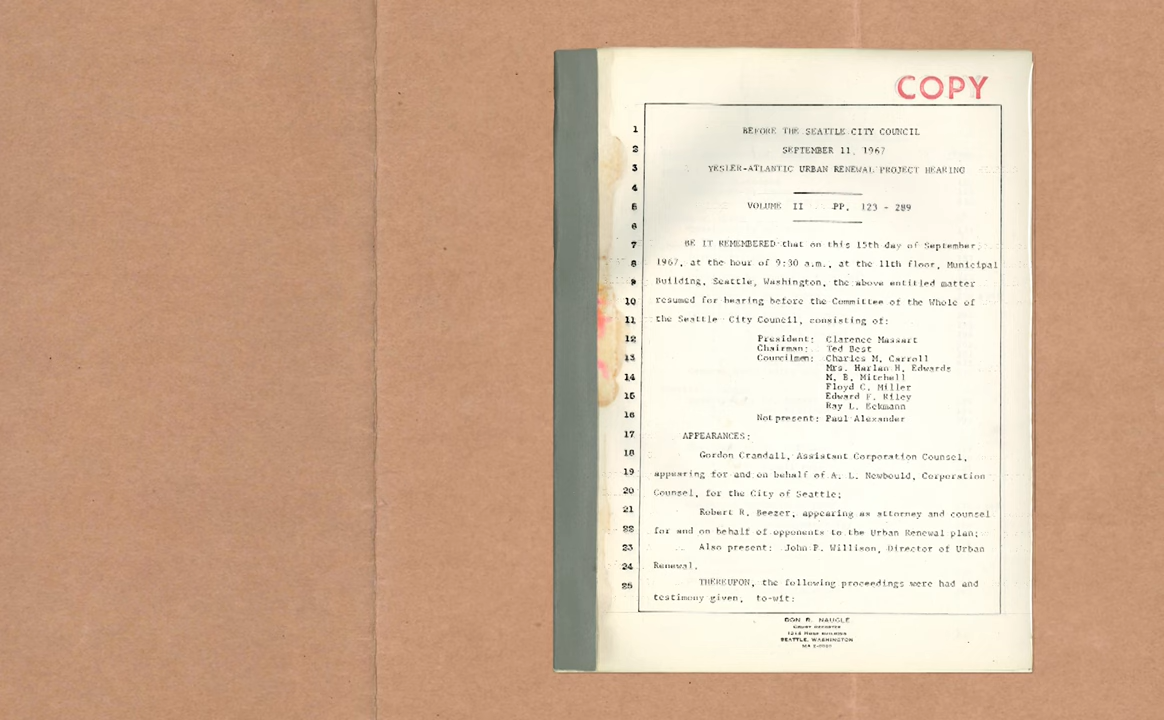 COPY
1 BEFORE THE SEATTLE CITY COUNCIL
2 SEPTEMBER 11, 1967
3 YESLER-ATLANTIC URBAN RENEWAL PROJECT HEARING
4
5 VOLUME II PP. 123 - 289
6
7 BE IT REMEMBERED that on this 15th day of September,
8 1967, at the hour of 9:30 a.m., at the 11th floor, Municipal
9 Building, Seattle, Washington, the above entitled matter
10 resumed for hearing before the Committee of the Whole of
11 the Seattle City Council, consisting of:
12 President: Clarence Massart
Chairman: Ted Best
13 Councilmen: Charles M. Carroll
Mrs. Harlan H. Edwards
14 M. B. Mitchell
Floyd C. Miller
15 Edward F. Riley
Ray L. Eckmann
16 Not present: Paul Alexander
17 APPEARANCES:
18 Gordon Crandall, Assistant Corporation Counsel,
19 appearing for and on behalf of A. L. Newbould, Corporation
20 Counsel, for the City of Seattle;
21 Robert R. Beezer, appearing as attorney and counsel
22 for and on behalf of opponents to the Urban Renewal plan;
23 Also present: John P. Willison, Director of Urban
24 Renewal.
25 THEREUPON, the following proceedings were had and
testimony given, to-wit:
DON R. NAUGLE
COURT REPORTER
BUILDING
SEATTLE, WASHINGTON